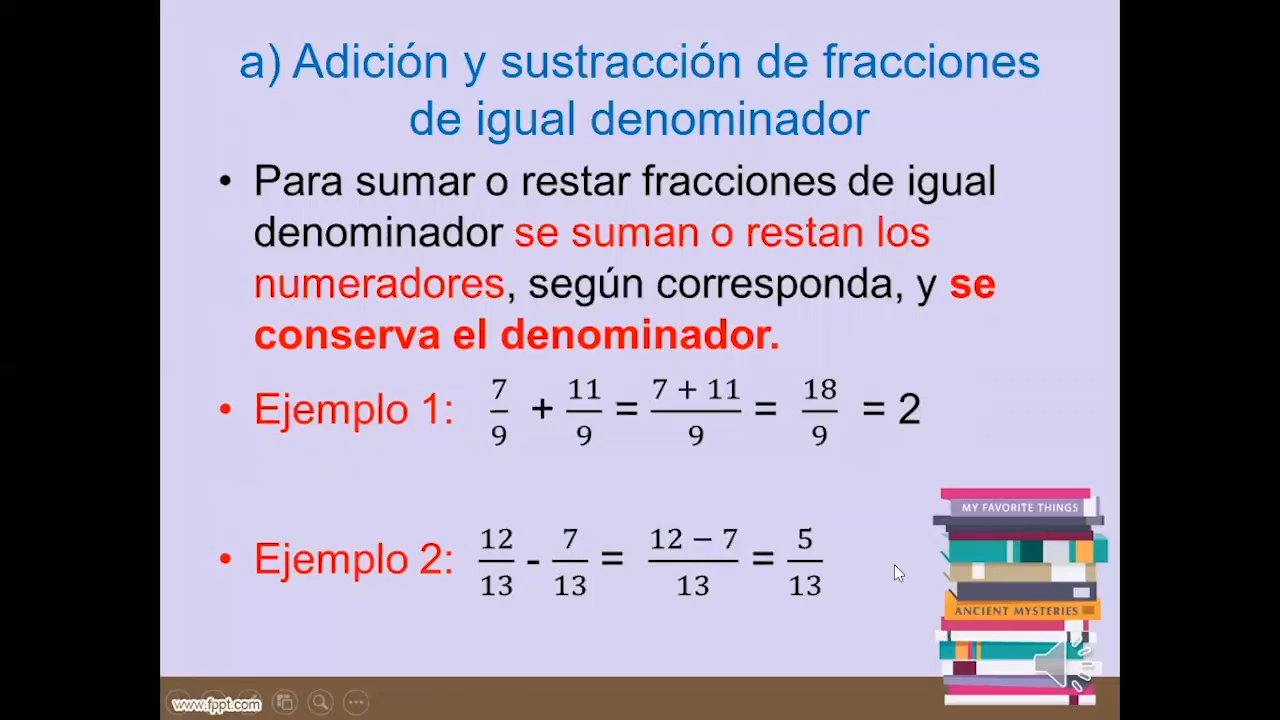 a) Adición y sustracción de fracciones
de igual denominador
• Para sumar o restar fracciones de igual
denominador se suman o restan los
numeradores, según corresponda, y se
conserva el denominador.
• Ejemplo 1: 7/9 + 11/9 = (7 + 11)/9 = 18/9 = 2
• Ejemplo 2: 12/13 - 7/13 = (12 − 7)/13 = 5/13
MY FAVORITE THINGS
ANCIENT MYSTERIES
www.fppt.com